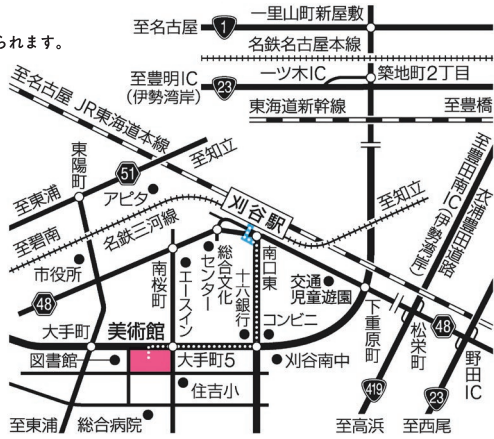 られます。
至名古屋
1
一里山町新屋敷
名鉄名古屋本線
至豊明IC
(伊勢湾岸)
23
一ツ木IC
築地町2丁目
東海道新幹線
至豊橋
至名古屋
JR東海道本線
東陽町
51
至知立
至東浦
アピタ
刈谷駅
至知立
至豊田南IC(伊勢湾岸)
衣浦豊田道路
至碧南
名鉄三河線
市役所
48
南桜町
エースイン
総合文化
センター
十六銀行
南口東
交通
児童遊園
コンビニ
下重原町
松栄町
48
野田IC
大手町
美術館
図書館
大手町5
刈谷南中
住吉小
419
23
至東浦
総合病院
至高浜
至西尾